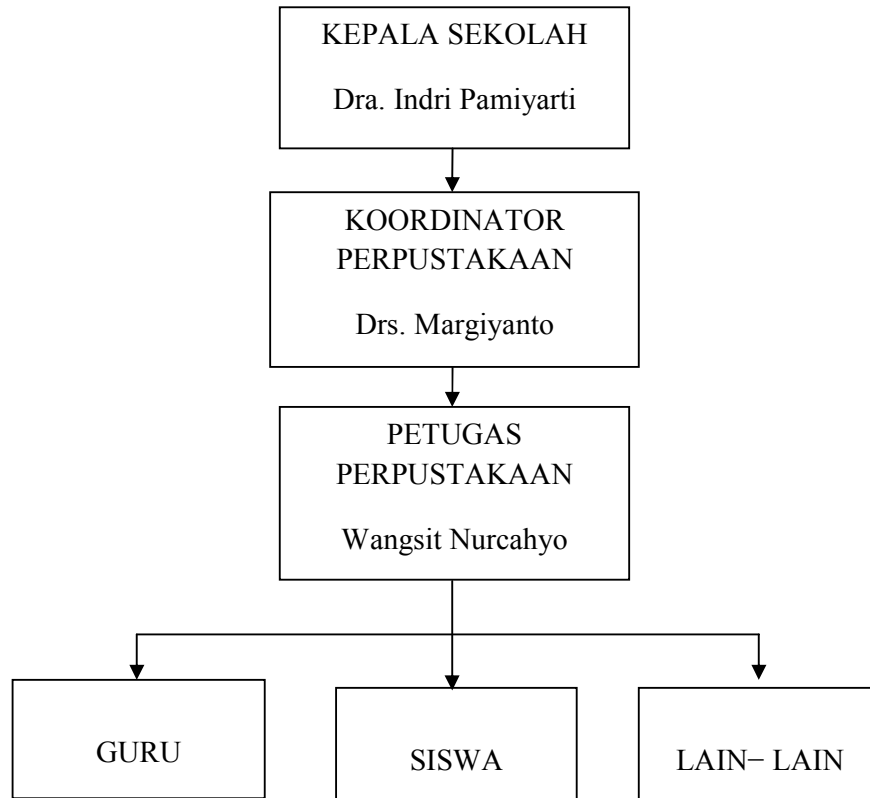 KEPALA SEKOLAH
Dra. Indri Pamiyarti
KOORDINATOR
PERPUSTAKAAN
Drs. Margiyanto
PETUGAS
PERPUSTAKAAN
Wangsit Nurcahyo
GURU
SISWA
LAIN− LAIN